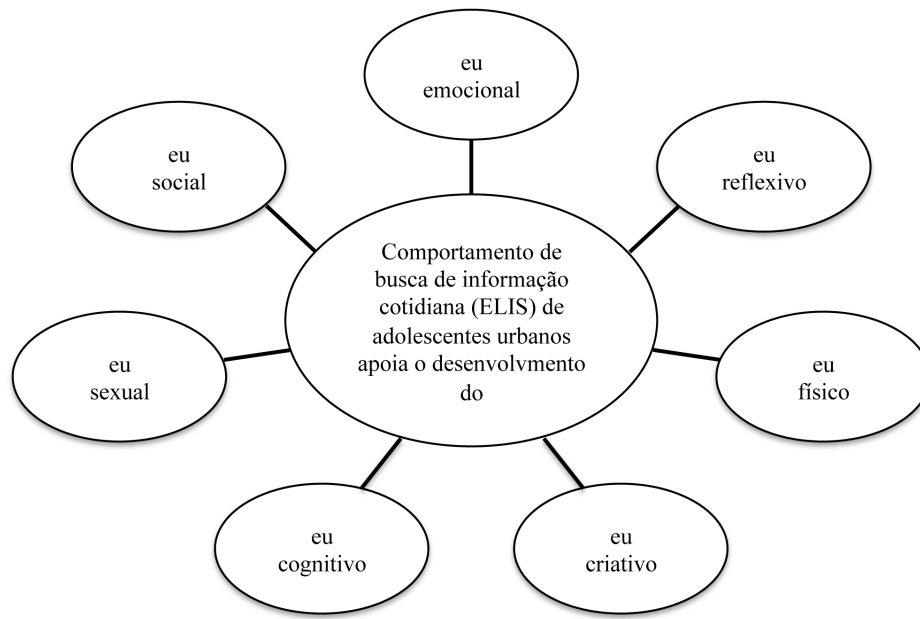 eu
emocional
eu
social
eu
reflexivo
Comportamento de
busca de informação
cotidiana (ELIS) de
adolescentes urbanos
apoia o desenvolvmento
do
eu
sexual
eu
físico
eu
cognitivo
eu
criativo